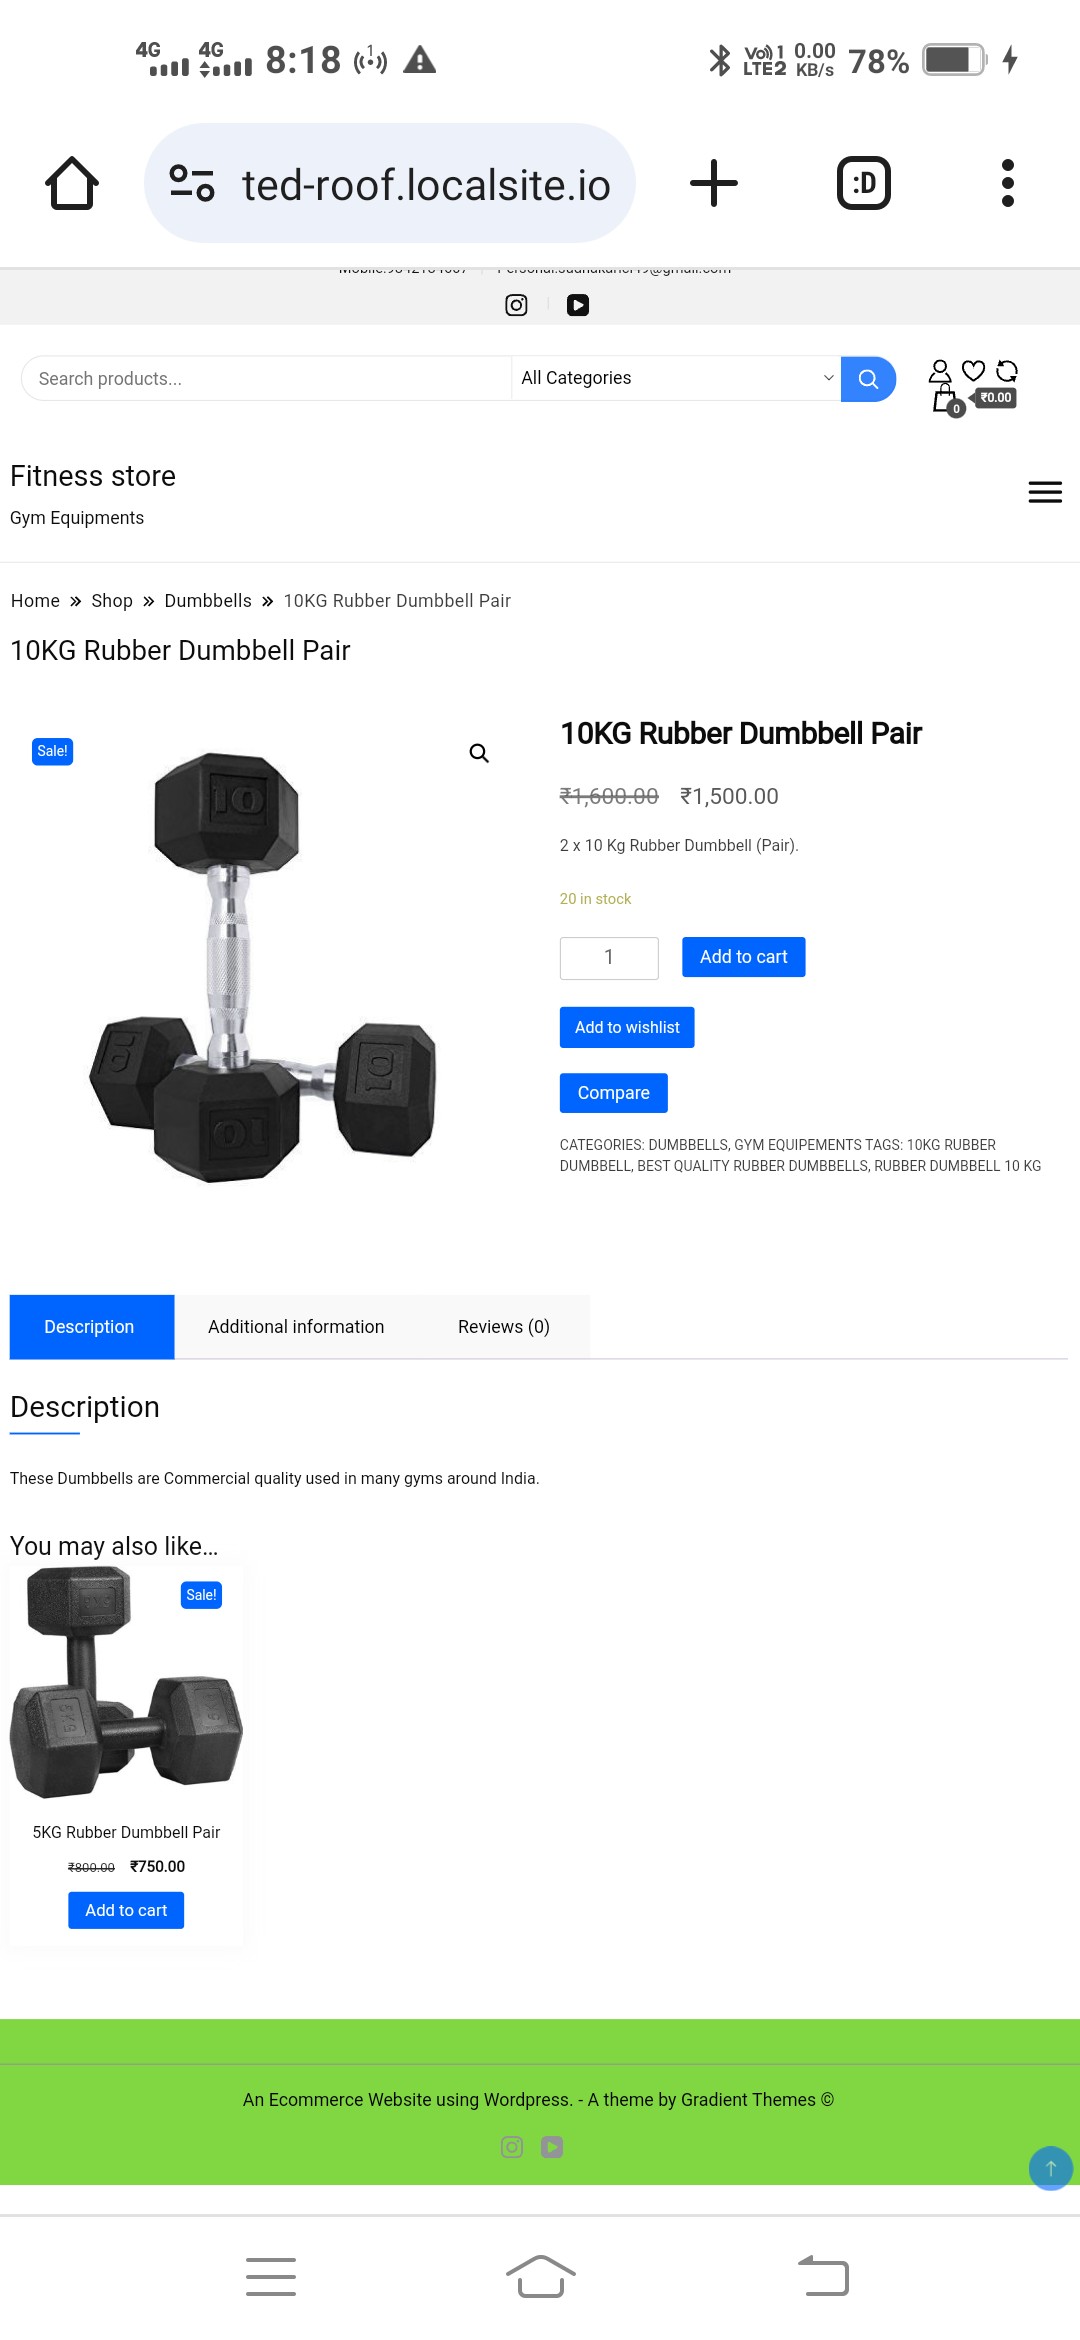 4G 4G 8:18 1 Vo) 1 LTE2 0.00 KB/s 78%
ted-roof.localsite.io :D
Search products... All Categories
0 ₹0.00
Fitness store
Gym Equipments
Home » Shop » Dumbbells » 10KG Rubber Dumbbell Pair
10KG Rubber Dumbbell Pair
Sale!
10
10
10
10
10KG Rubber Dumbbell Pair
₹1,600.00 ₹1,500.00
2 x 10 Kg Rubber Dumbbell (Pair).
20 in stock
1 Add to cart
Add to wishlist
Compare
CATEGORIES: DUMBBELLS, GYM EQUIPEMENTS TAGS: 10KG RUBBER
DUMBBELL, BEST QUALITY RUBBER DUMBBELLS, RUBBER DUMBBELL 10 KG
Description Additional information Reviews (0)
Description
These Dumbbells are Commercial quality used in many gyms around India.
You may also like...
Sale!
5KG
5KG Rubber Dumbbell Pair
₹800.00 ₹750.00
Add to cart
An Ecommerce Website using Wordpress. - A theme by Gradient Themes ©